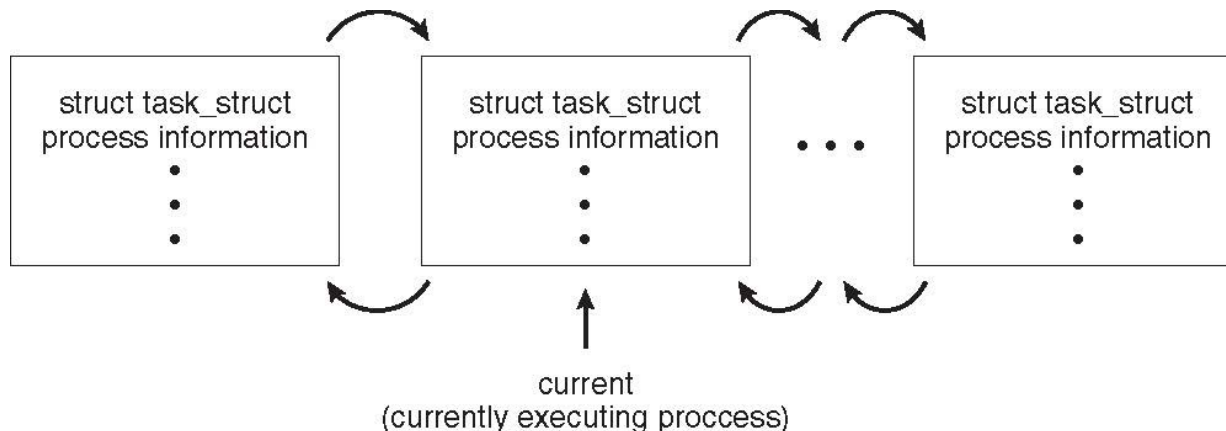 struct task_struct
process information
struct task_struct
process information
struct task_struct
process information
current
(currently executing proccess)